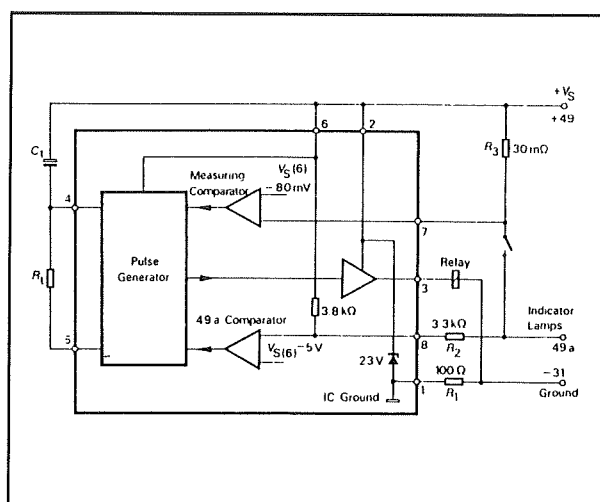 +VS
+49
6
2
C1
R3
30mΩ
VS(6)
Measuring
Comparator
-80mV
4
7
Pulse
Generator
Relay
3
R1
3.8kΩ
49a Comparator
Indicator
Lamps
3.3kΩ
5
VS(6) -5V
8
R2
49a
23V
100Ω
-31
1
R1
Ground
IC Ground